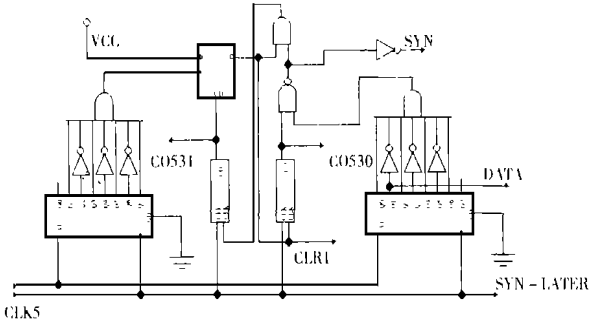 VCC
SYN
CO531
CO530
DATA
CLR1
SYN-LATER
CLK5